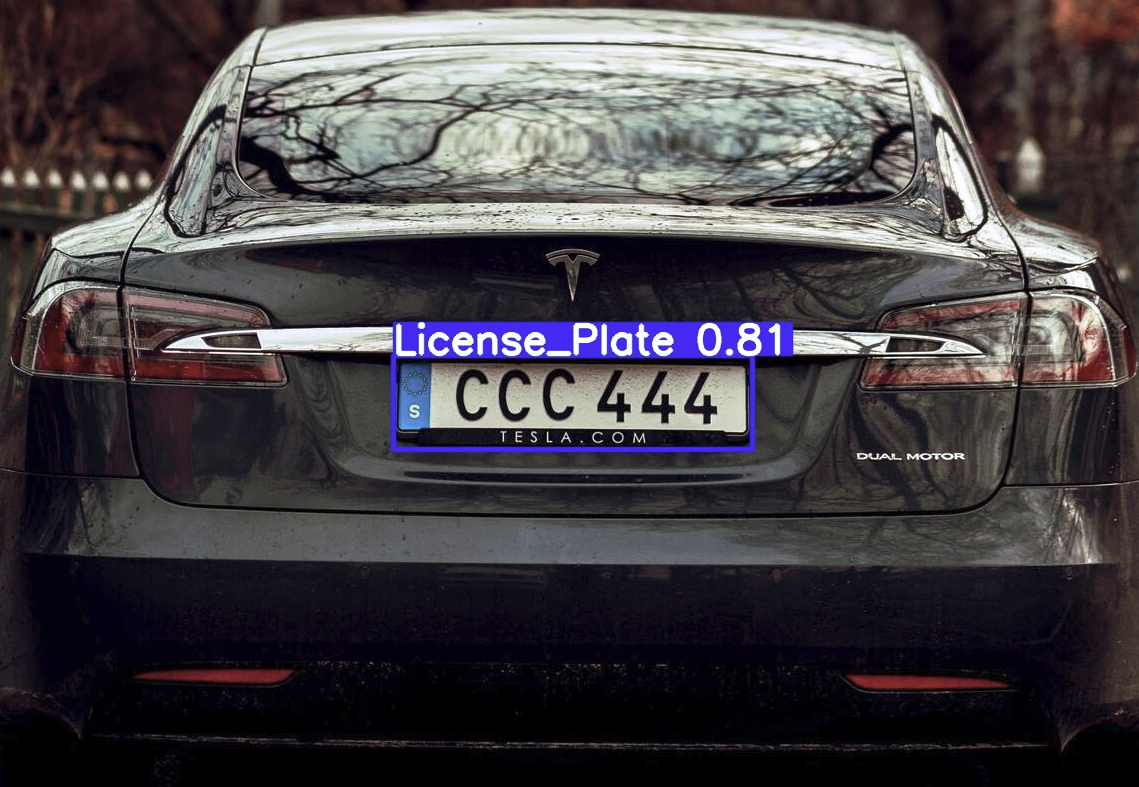 License_Plate 0.81
S CCC 444
TESLA.COM
DUAL MOTOR